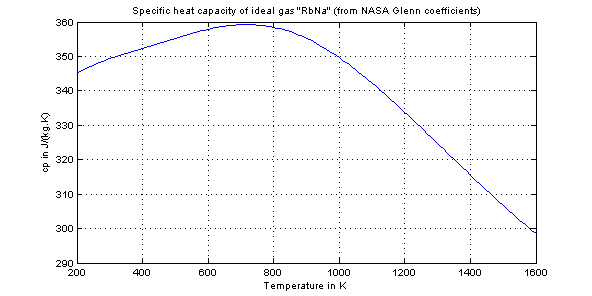 Specific heat capacity of ideal gas "RbNa" (from NASA Glenn coefficients)
360
350
340
330
320
310
300
290
cp in J/(kg.K)
200 400 600 800 1000 1200 1400 1600
Temperature in K